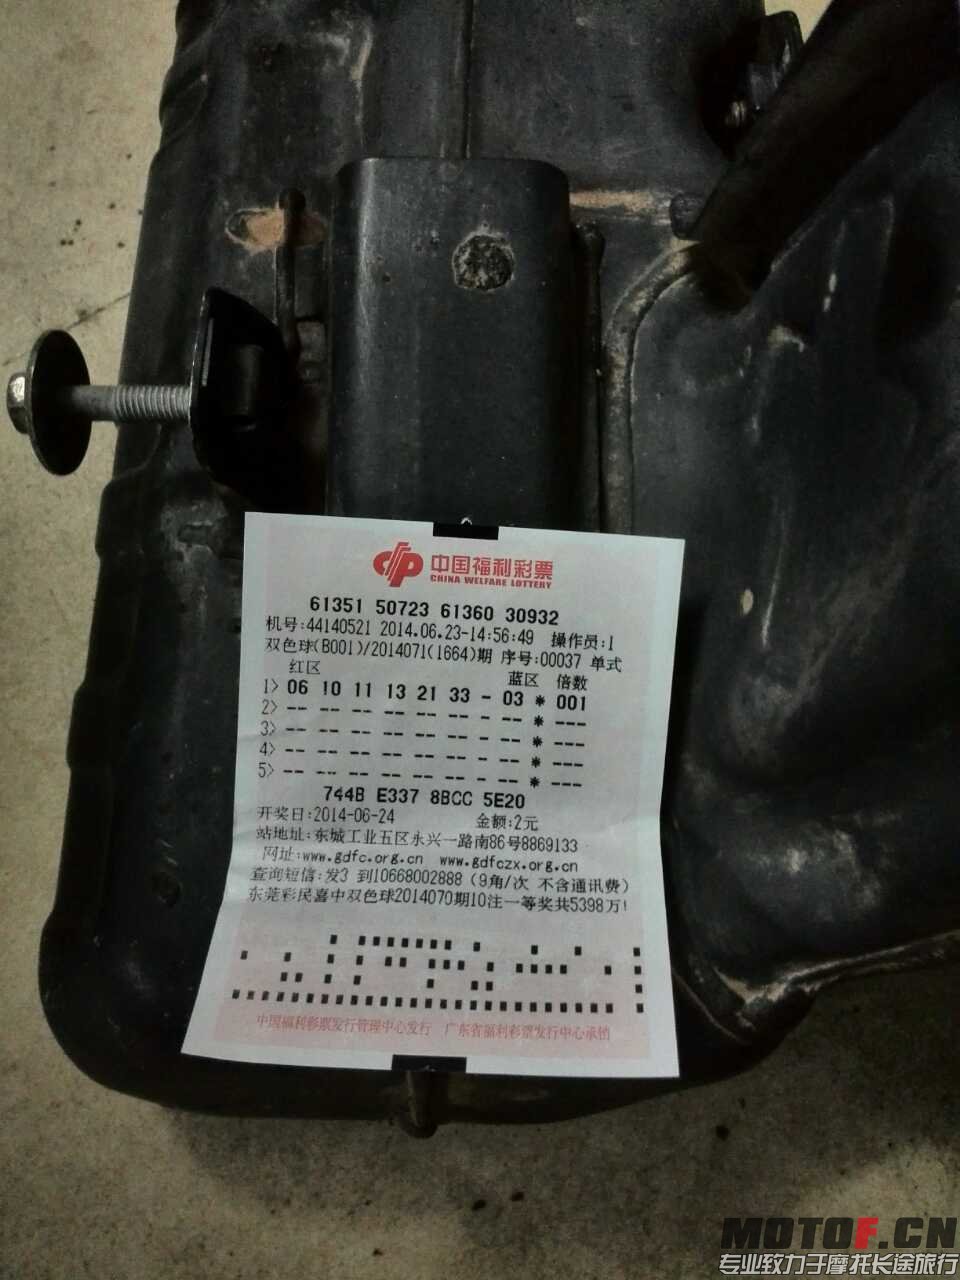 中国福利彩票
CHINA WELFARE LOTTERY
61351 50723 61360 30932
机号:44140521 2014.06.23-14:56:49 操作员:1
双色球(B001)/2014071(1664)期 序号:00037 单式
红区 蓝区 倍数
1> 06 10 11 13 21 33 - 03 * 001
2> -- -- -- -- -- -- - -- * ---
3> -- -- -- -- -- -- - -- * ---
4> -- -- -- -- -- -- - -- * ---
5> -- -- -- -- -- -- - -- * ---
744B E337 8BCC 5E20
开奖日:2014-06-24 金额:2元
站地址:东城工业五区永兴一路南86号8869133
网址:www.gdfc.org.cn www.gdfczx.org.cn
查询短信:发3 到10668002888 (9角/次 不含通讯费)
东莞彩民喜中双色球2014070期10注一等奖共5398万!
中国福利彩票发行管理中心发行 广东省福利彩票发行中心承销
MOTOF.CN
专业致力于摩托长途旅行